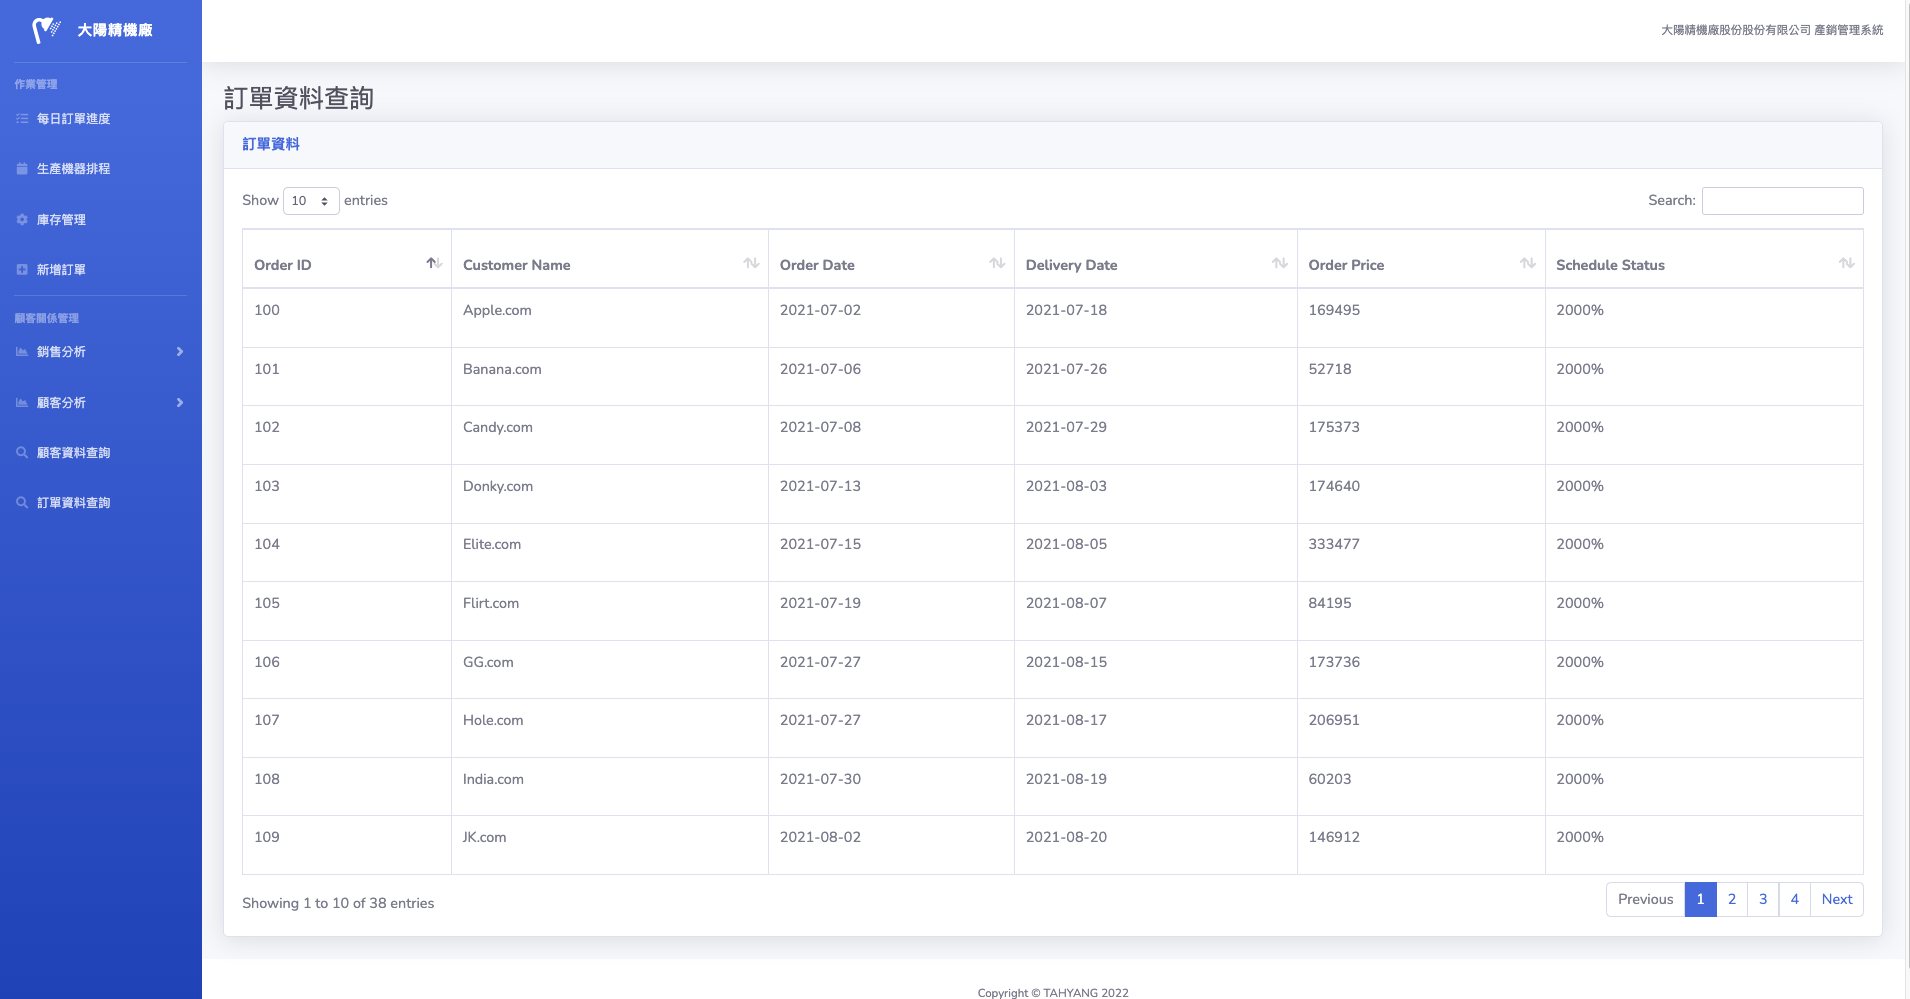 大陽精機廠
作業管理
每日訂單進度
生產機器排程
庫存管理
新增訂單
顧客關係管理
銷售分析
顧客分析
顧客資料查詢
訂單資料查詢
大陽精機廠股份股份有限公司 產銷管理系統
訂單資料查詢
訂單資料
Show 10 entries Search:
Order ID Customer Name Order Date Delivery Date Order Price Schedule Status
100 Apple.com 2021-07-02 2021-07-18 169495 2000%
101 Banana.com 2021-07-06 2021-07-26 52718 2000%
102 Candy.com 2021-07-08 2021-07-29 175373 2000%
103 Donky.com 2021-07-13 2021-08-03 174640 2000%
104 Elite.com 2021-07-15 2021-08-05 333477 2000%
105 Flirt.com 2021-07-19 2021-08-07 84195 2000%
106 GG.com 2021-07-27 2021-08-15 173736 2000%
107 Hole.com 2021-07-27 2021-08-17 206951 2000%
108 India.com 2021-07-30 2021-08-19 60203 2000%
109 JK.com 2021-08-02 2021-08-20 146912 2000%
Showing 1 to 10 of 38 entries Previous 1 2 3 4 Next
Copyright © TAHYANG 2022